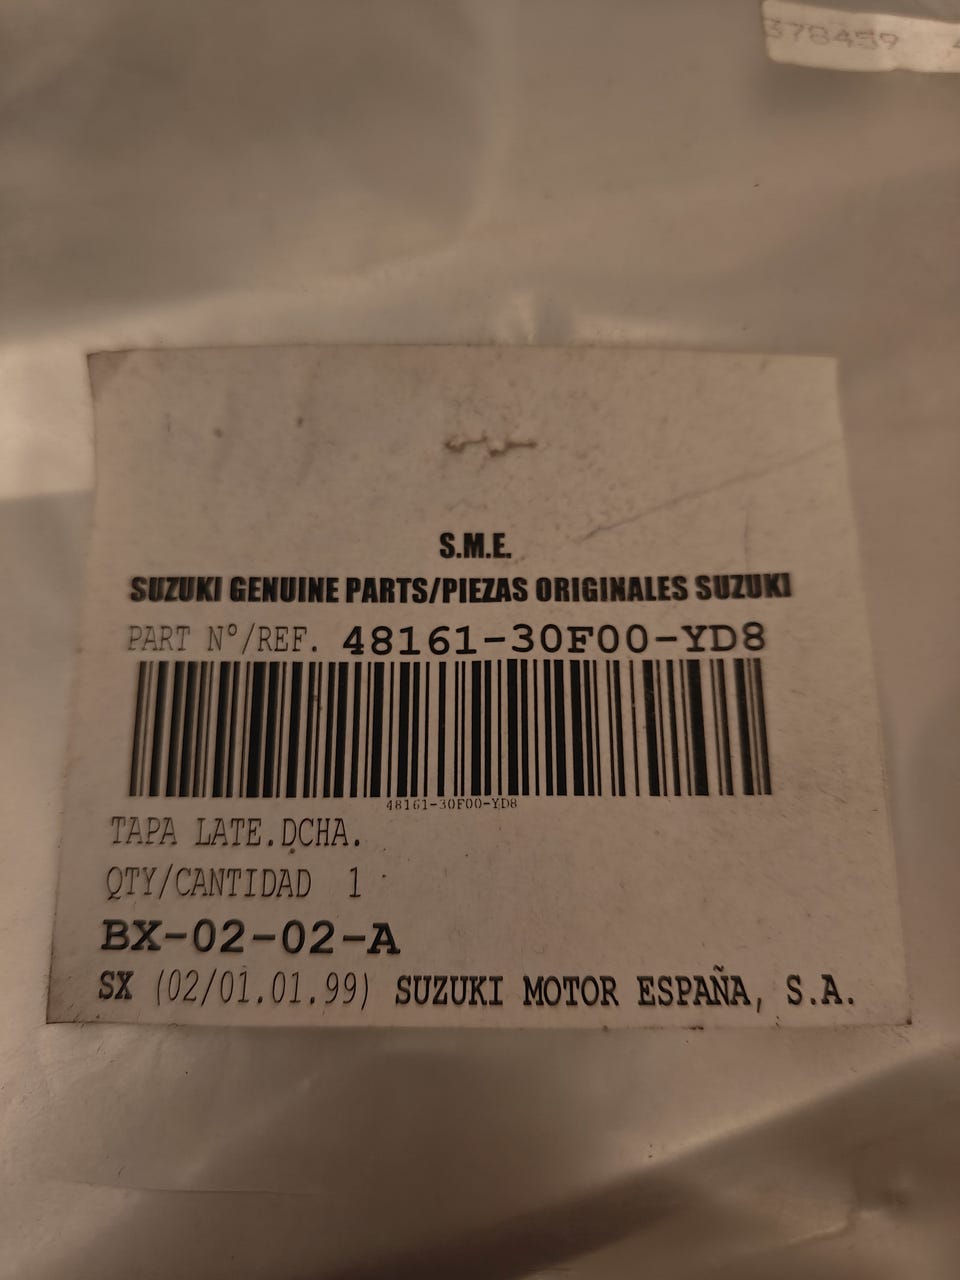 378459
S.M.E.
SUZUKI GENUINE PARTS/PIEZAS ORIGINALES SUZUKI
PART Nº/REF. 48161-30F00-YD8
48161-30F00-YD8
TAPA LATE.DCHA.
QTY/CANTIDAD 1
BX-02-02-A
SX (02/01.01.99) SUZUKI MOTOR ESPAÑA, S.A.